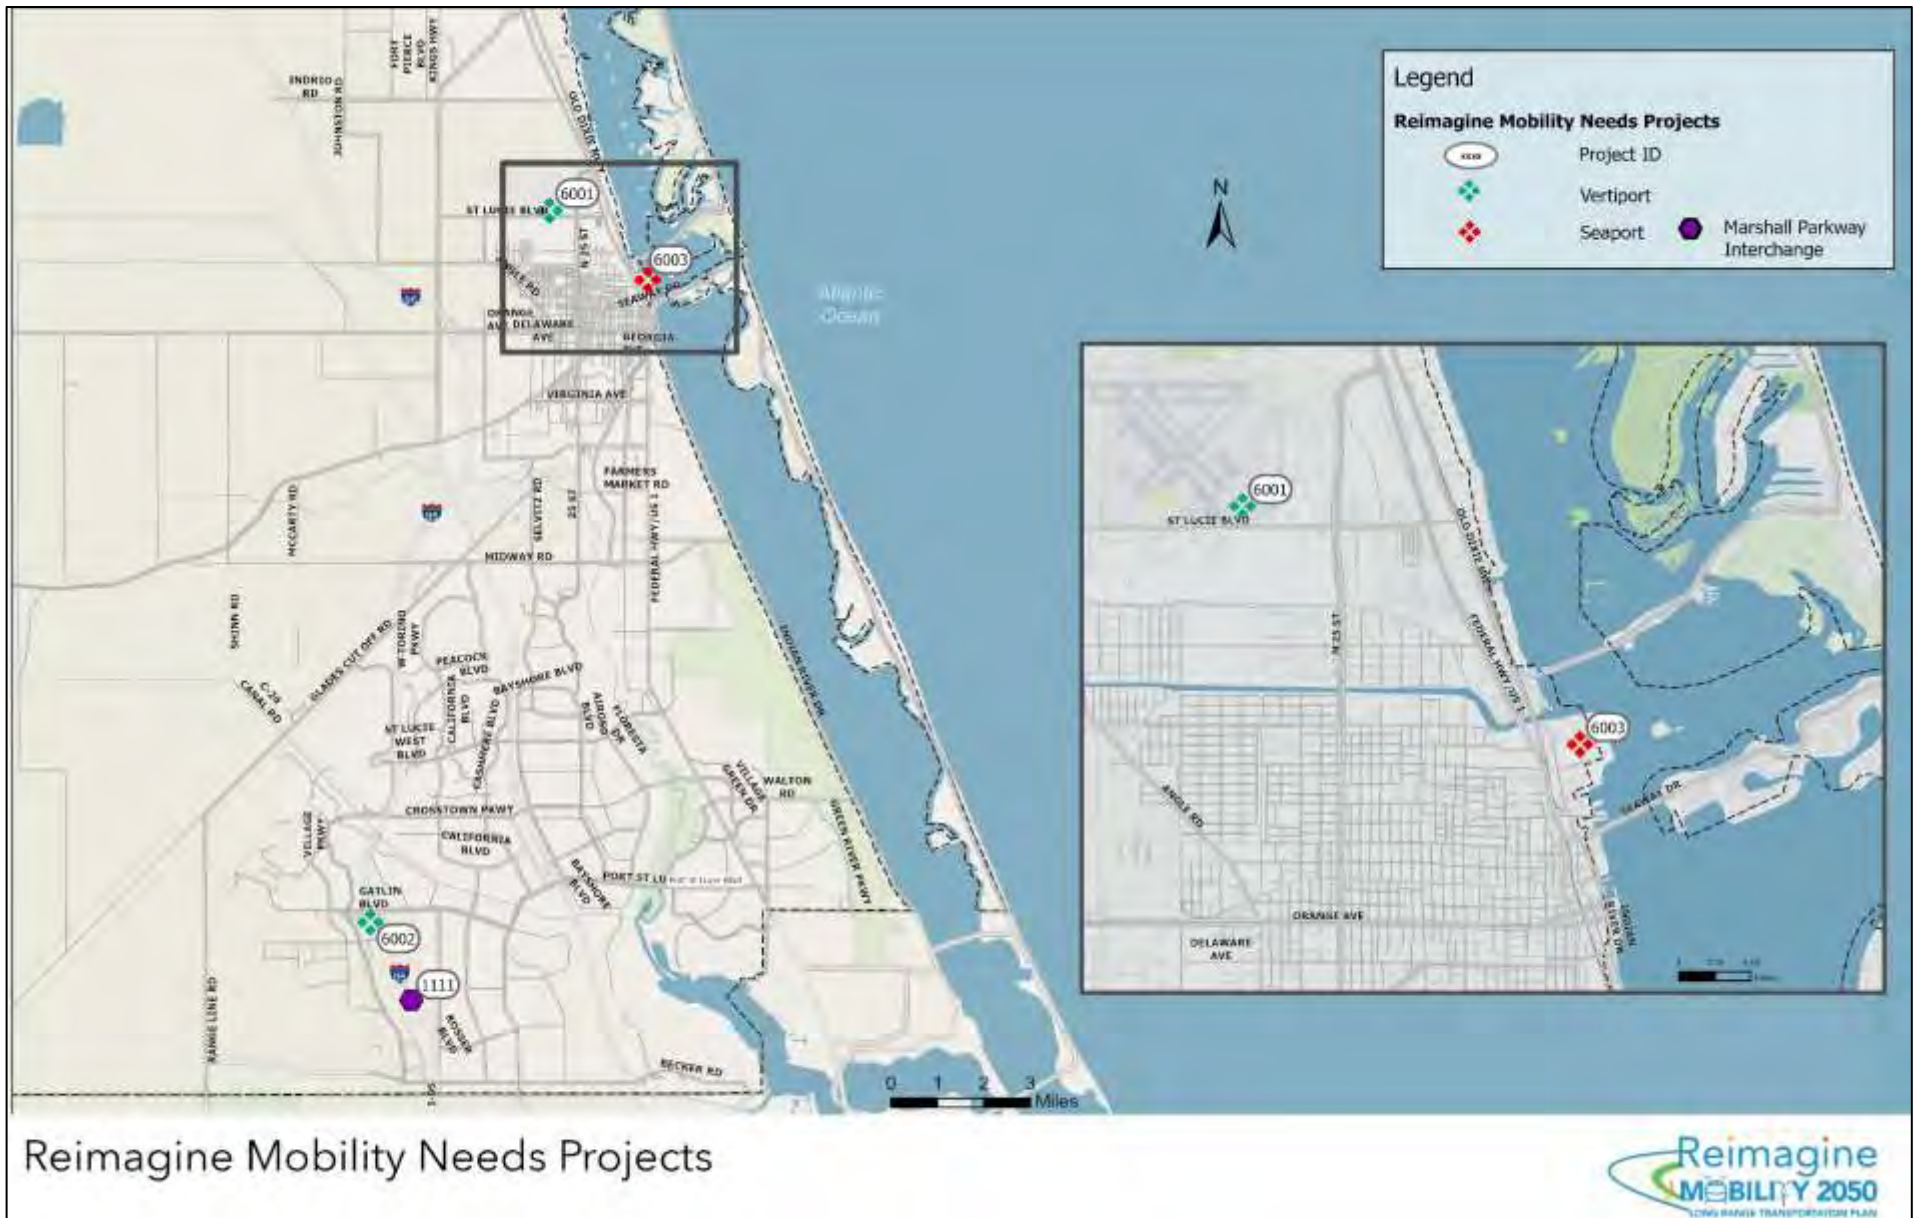 INDRIO
RD
JOHNSTON RD
FORT
PIERCE
BLVD
KINGS HWY
OLD DIXIE HWY
6001
ST LUCIE BLVD
N 25 ST
6003
ANGLE RD
SEAWAY DR
ORANGE
AVE
DELAWARE
AVE
GEORGIA
VIRGINIA AVE
Atlantic
Ocean
FARMERS
MARKET RD
MCCARTY RD
SELVITZ RD
25 ST
FEDERAL HWY/US 1
MIDWAY RD
SHINN RD
GLADES CUT OFF RD
W TORINO
PKWY
PEACOCK
BLVD
BAYSHORE BLVD
C-24
CANAL RD
CALIFORNIA
BLVD
CASHMERE BLVD
AIROSO
BLVD
FLORESTA
DR
INDIAN RIVER DR
ST LUCIE
WEST
BLVD
VILLAGE
GREEN DR
WALTON
RD
VILLAGE
PKWY
CROSSTOWN PKWY
CALIFORNIA
BLVD
GREEN RIVER PKWY
BAYSHORE
BLVD
PORT ST LU
GATLIN
BLVD
6002
1111
RANGE LINE RD
ROSSER
BLVD
BECKER RD
I-95
0 1 2 3
Miles
N
Legend
Reimagine Mobility Needs Projects
xxxx Project ID
Vertiport
Seaport
Marshall Parkway
Interchange
6001
ST LUCIE BLVD
OLD DIXIE HWY
N 25 ST
FEDERAL HWY/US 1
6003
SEAWAY DR
ANGLE RD
ORANGE AVE
DELAWARE
AVE
INDIAN
RIVER DR
Reimagine Mobility Needs Projects
Reimagine
MOBILITY 2050
LONG RANGE TRANSPORTATION PLAN